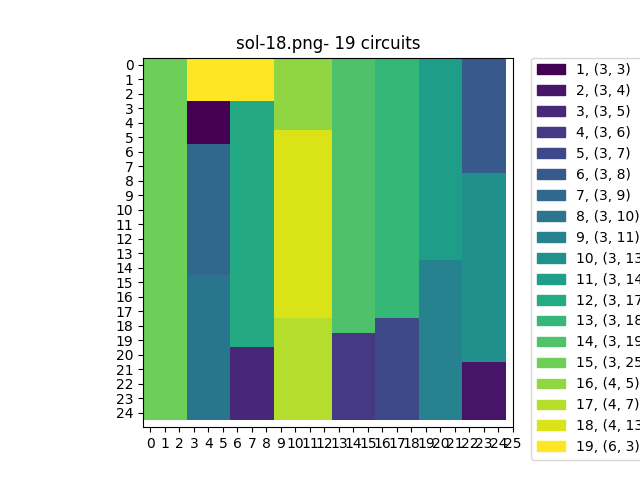 sol-18.png- 19 circuits
0
1
2
3
4
5
6
7
8
9
10
11
12
13
14
15
16
17
18
19
20
21
22
23
24
0 1 2 3 4 5 6 7 8 9 10 11 12 13 14 15 16 17 18 19 20 21 22 23 24 25
1, (3, 3)
2, (3, 4)
3, (3, 5)
4, (3, 6)
5, (3, 7)
6, (3, 8)
7, (3, 9)
8, (3, 10)
9, (3, 11)
10, (3, 13
11, (3, 14
12, (3, 17
13, (3, 18
14, (3, 19
15, (3, 25
16, (4, 5)
17, (4, 7)
18, (4, 13
19, (6, 3)